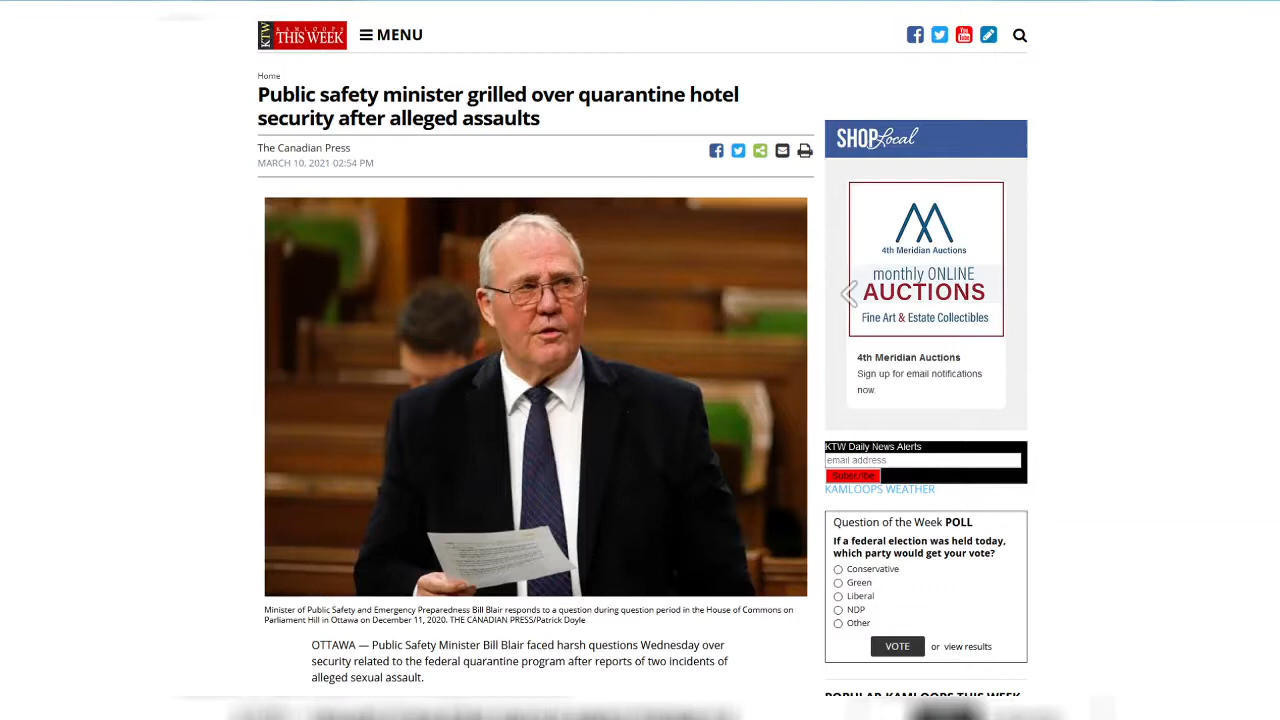 KTW
KAMLOOPS
THIS WEEK
MENU
Home
Public safety minister grilled over quarantine hotel
security after alleged assaults
The Canadian Press
MARCH 10, 2021 02:54 PM
Minister of Public Safety and Emergency Preparedness Bill Blair responds to a question during question period in the House of Commons on
Parliament Hill in Ottawa on December 11, 2020. THE CANADIAN PRESS/Patrick Doyle
OTTAWA — Public Safety Minister Bill Blair faced harsh questions Wednesday over
security related to the federal quarantine program after reports of two incidents of
alleged sexual assault.
SHOP Local
4th Meridian Auctions
monthly ONLINE
AUCTIONS
Fine Art & Estate Collectibles
4th Meridian Auctions
Sign up for email notifications
now.
KTW Daily News Alerts
email address
Subscribe
KAMLOOPS WEATHER
Question of the Week POLL
If a federal election was held today,
which party would get your vote?
Conservative
Green
Liberal
NDP
Other
VOTE or view results
POPULAR KAMLOOPS THIS WEEK